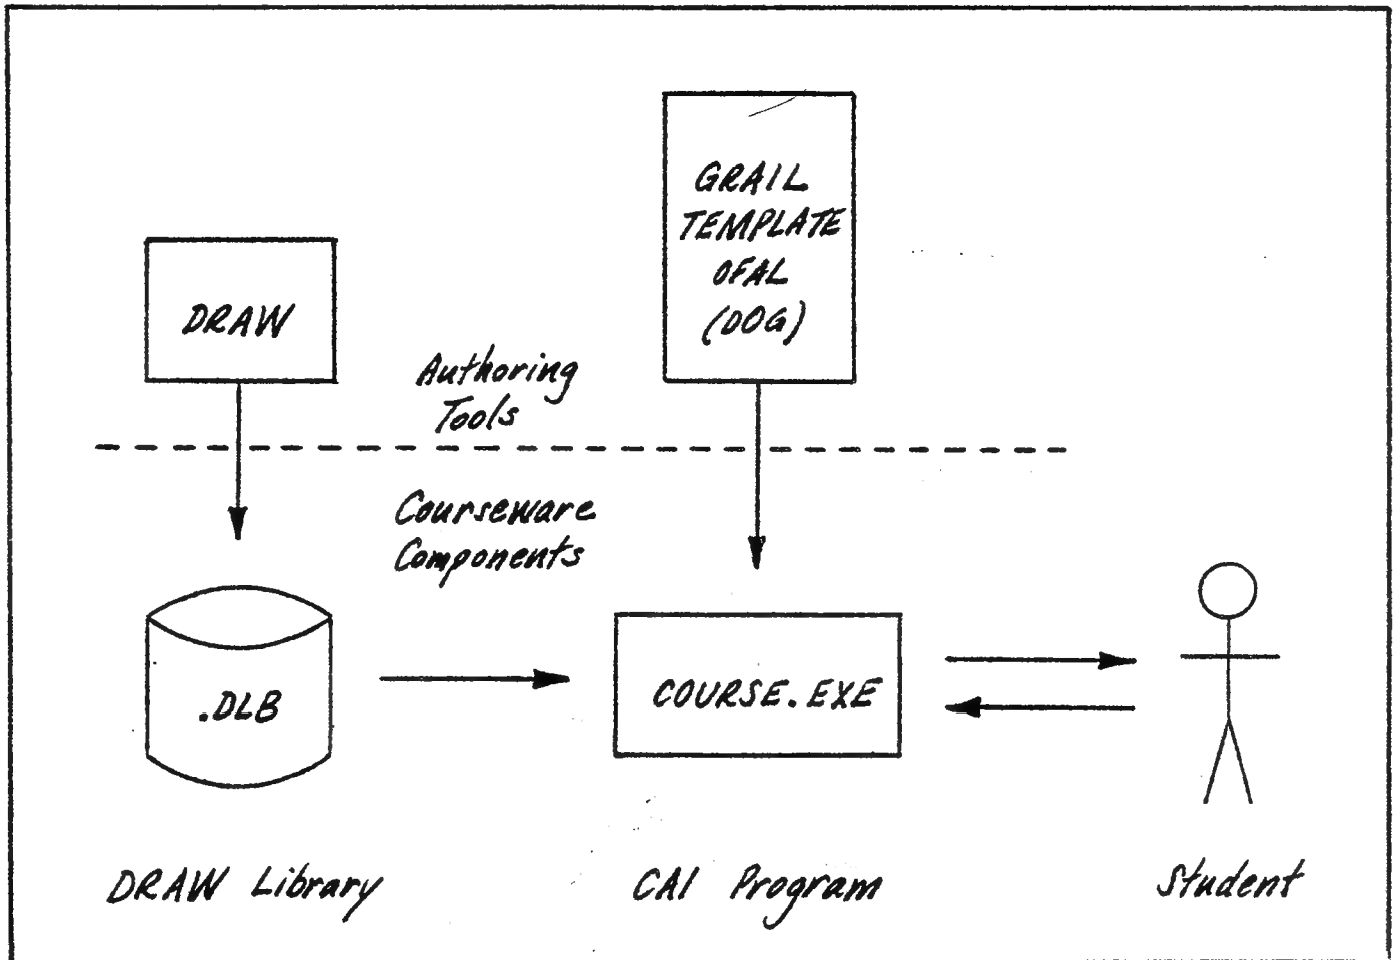 GRAIL
TEMPLATE
OFAL
(DOG)
DRAW
Authoring
Tools
Courseware
Components
.DLB
COURSE.EXE
DRAW Library
CAI Program
Student